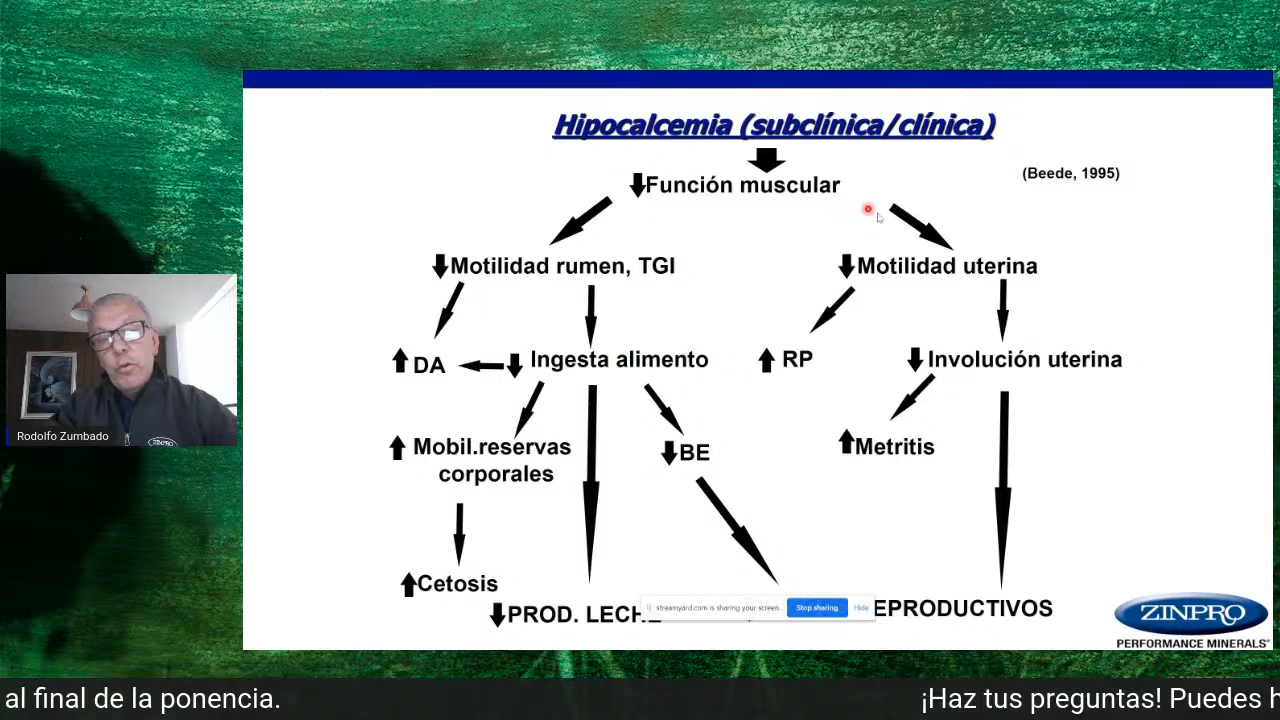 Hipocalcemia (subclínica/clínica)
(Beede, 1995)
Función muscular
Motilidad rumen, TGI
Motilidad uterina
DA
Ingesta alimento
RP
Involución uterina
Mobil.reservas
corporales
BE
Metritis
Cetosis
PROD. LECHE
streamyard.com is sharing your screen.
Stop sharing
Hide
EPRODUCTIVOS
ZINPRO
PERFORMANCE MINERALS
Rodolfo Zumbado
al final de la ponencia.
¡Haz tus preguntas! Puedes h